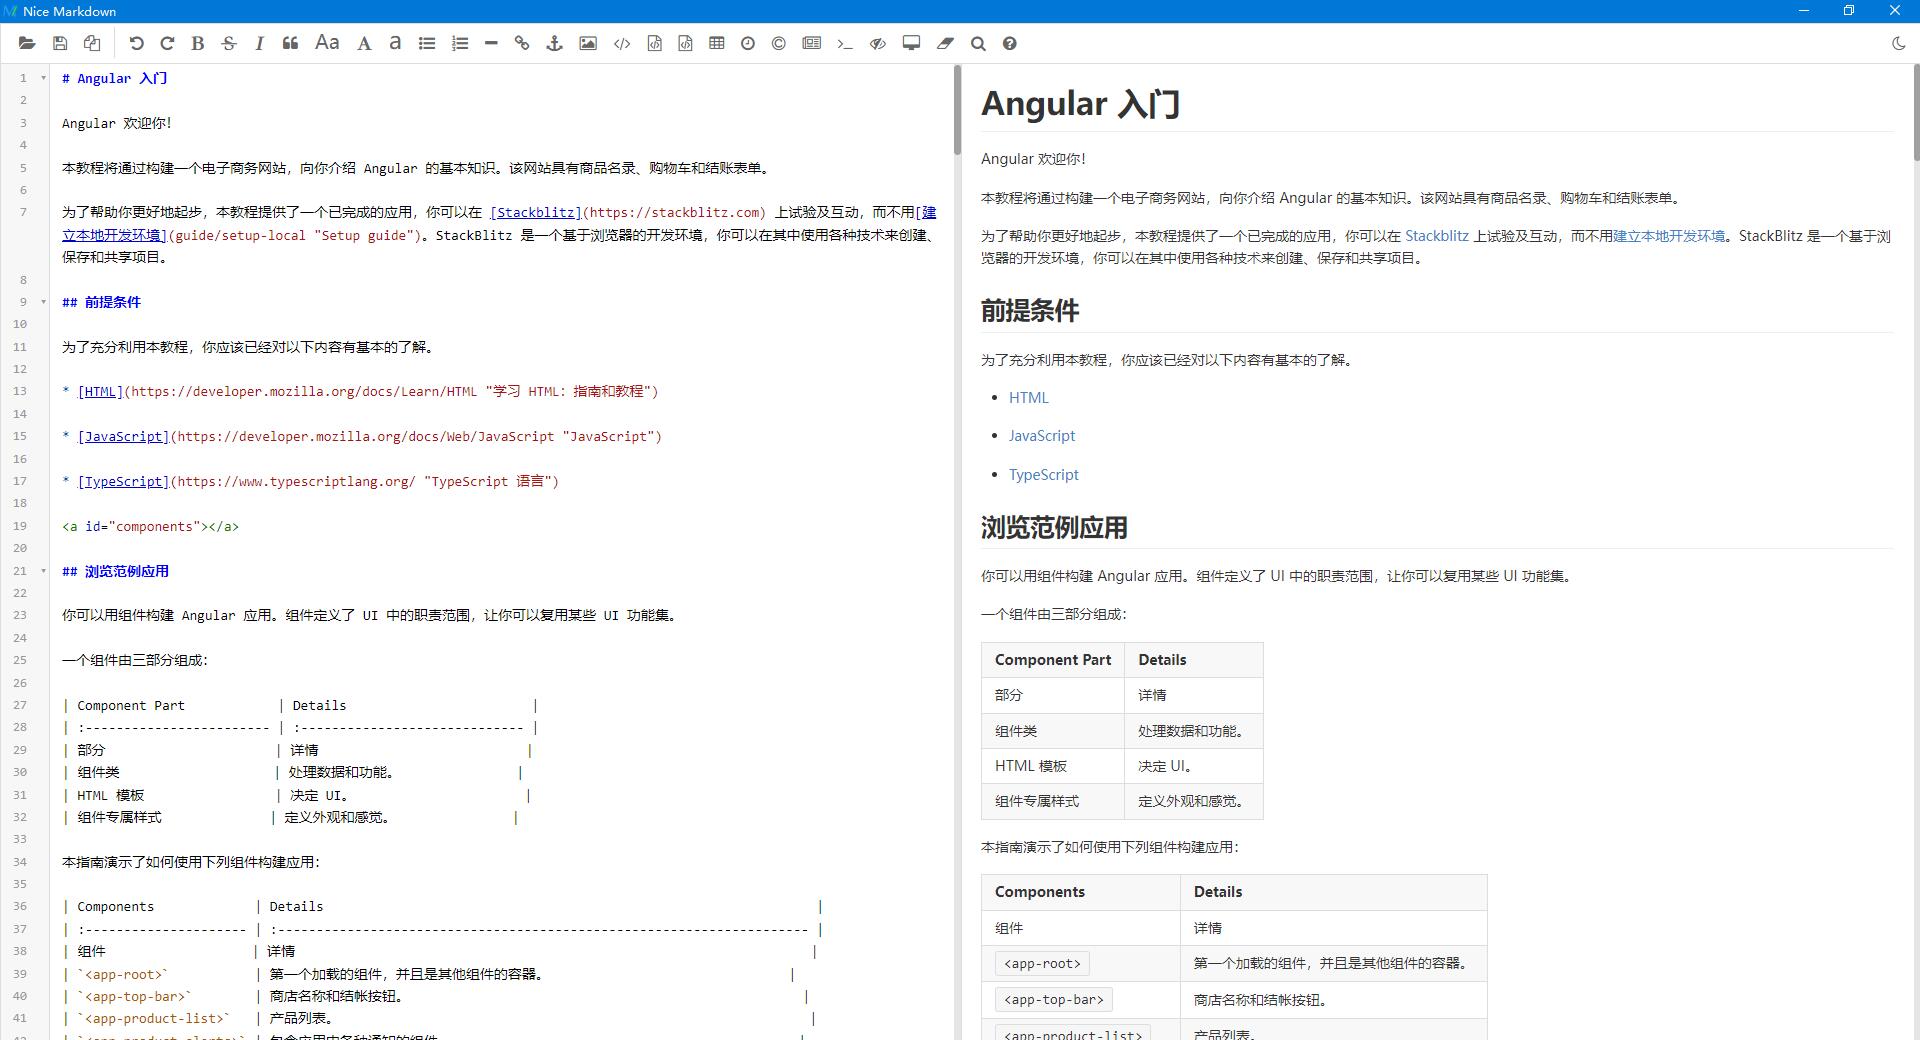 Nice Markdown
B S I Aa A a
1 # Angular 入门
2
3 Angular 欢迎你！
4
5 本教程将通过构建一个电子商务网站，向你介绍 Angular 的基本知识。该网站具有商品名录、购物车和结账表单。
6
7 为了帮助你更好地起步，本教程提供了一个已完成的应用，你可以在 [Stackblitz](https://stackblitz.com) 上试验及互动，而不用[建
立本地开发环境](guide/setup-local "Setup guide")。StackBlitz 是一个基于浏览器的开发环境，你可以在其中使用各种技术来创建、
保存和共享项目。
8
9 ## 前提条件
10
11 为了充分利用本教程，你应该已经对以下内容有基本的了解。
12
13 * [HTML](https://developer.mozilla.org/docs/Learn/HTML "学习 HTML：指南和教程")
14
15 * [JavaScript](https://developer.mozilla.org/docs/Web/JavaScript "JavaScript")
16
17 * [TypeScript](https://www.typescriptlang.org/ "TypeScript 语言")
18
19 <a id="components"></a>
20
21 ## 浏览范例应用
22
23 你可以用组件构建 Angular 应用。组件定义了 UI 中的职责范围，让你可以复用某些 UI 功能集。
24
25 一个组件由三部分组成：
26
27 | Component Part | Details |
28 | :------------------------ | :----------------------------- |
29 | 部分 | 详情 |
30 | 组件类 | 处理数据和功能。 |
31 | HTML 模板 | 决定 UI。 |
32 | 组件专属样式 | 定义外观和感觉。 |
33
34 本指南演示了如何使用下列组件构建应用：
35
36 | Components | Details |
37 | :--------------------- | :--------------------------------------------------------------------- |
38 | 组件 | 详情 |
39 | `<app-root>` | 第一个加载的组件，并且是其他组件的容器。 |
40 | `<app-top-bar>` | 商店名称和结帐按钮。 |
41 | `<app-product-list>` | 产品列表。 |
42 | `<app-product-alerts>` | 包含应用中各种通知的组件 |
Angular 入门
Angular 欢迎你！
本教程将通过构建一个电子商务网站，向你介绍 Angular 的基本知识。该网站具有商品名录、购物车和结账表单。
为了帮助你更好地起步，本教程提供了一个已完成的应用，你可以在 Stackblitz 上试验及互动，而不用建立本地开发环境。StackBlitz 是一个基于浏
览器的开发环境，你可以在其中使用各种技术来创建、保存和共享项目。
前提条件
为了充分利用本教程，你应该已经对以下内容有基本的了解。
• HTML
• JavaScript
• TypeScript
浏览范例应用
你可以用组件构建 Angular 应用。组件定义了 UI 中的职责范围，让你可以复用某些 UI 功能集。
一个组件由三部分组成：
Component Part Details
部分 详情
组件类 处理数据和功能。
HTML 模板 决定 UI。
组件专属样式 定义外观和感觉。
本指南演示了如何使用下列组件构建应用：
Components Details
组件 详情
<app-root> 第一个加载的组件，并且是其他组件的容器。
<app-top-bar> 商店名称和结帐按钮。
<app-product-list> 产品列表。